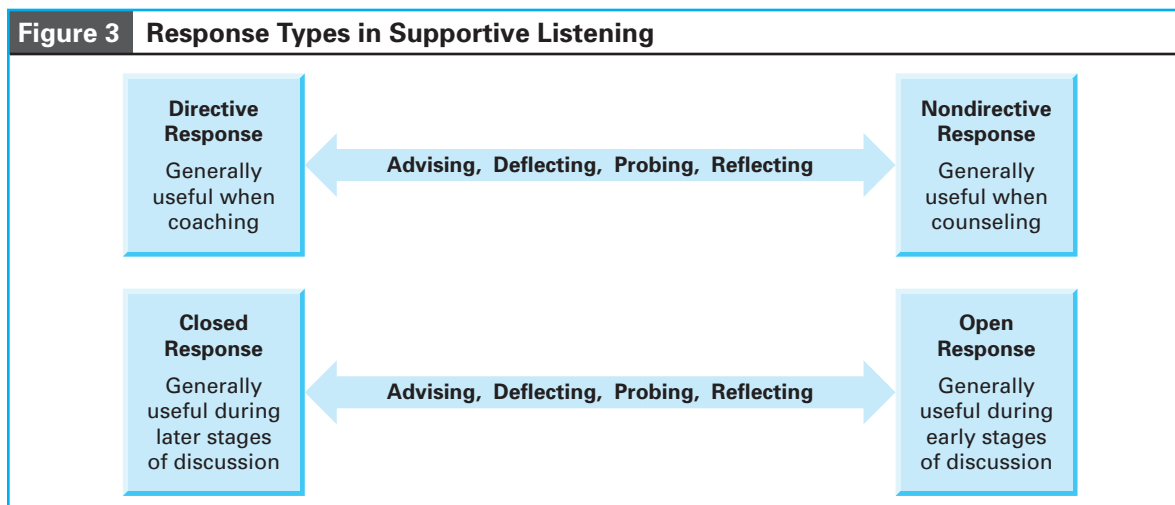 Figure 3 Response Types in Supportive Listening
Directive
Response
Generally
useful when
coaching
Advising, Deflecting, Probing, Reflecting
Nondirective
Response
Generally
useful when
counseling
Closed
Response
Generally
useful during
later stages
of discussion
Advising, Deflecting, Probing, Reflecting
Open
Response
Generally
useful during
early stages
of discussion